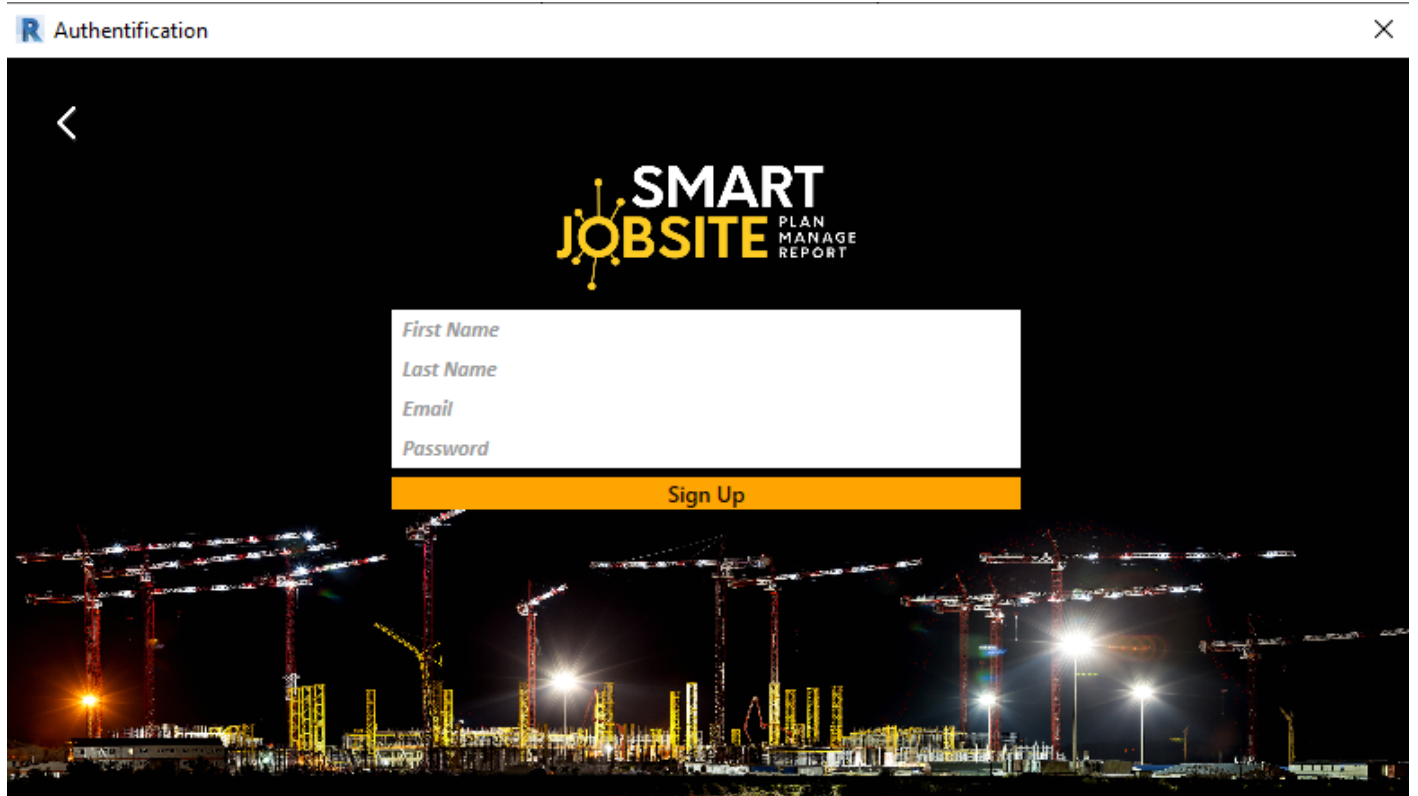 R Authentification
SMART
JOBSITE
PLAN
MANAGE
REPORT
First Name
Last Name
Email
Password
Sign Up